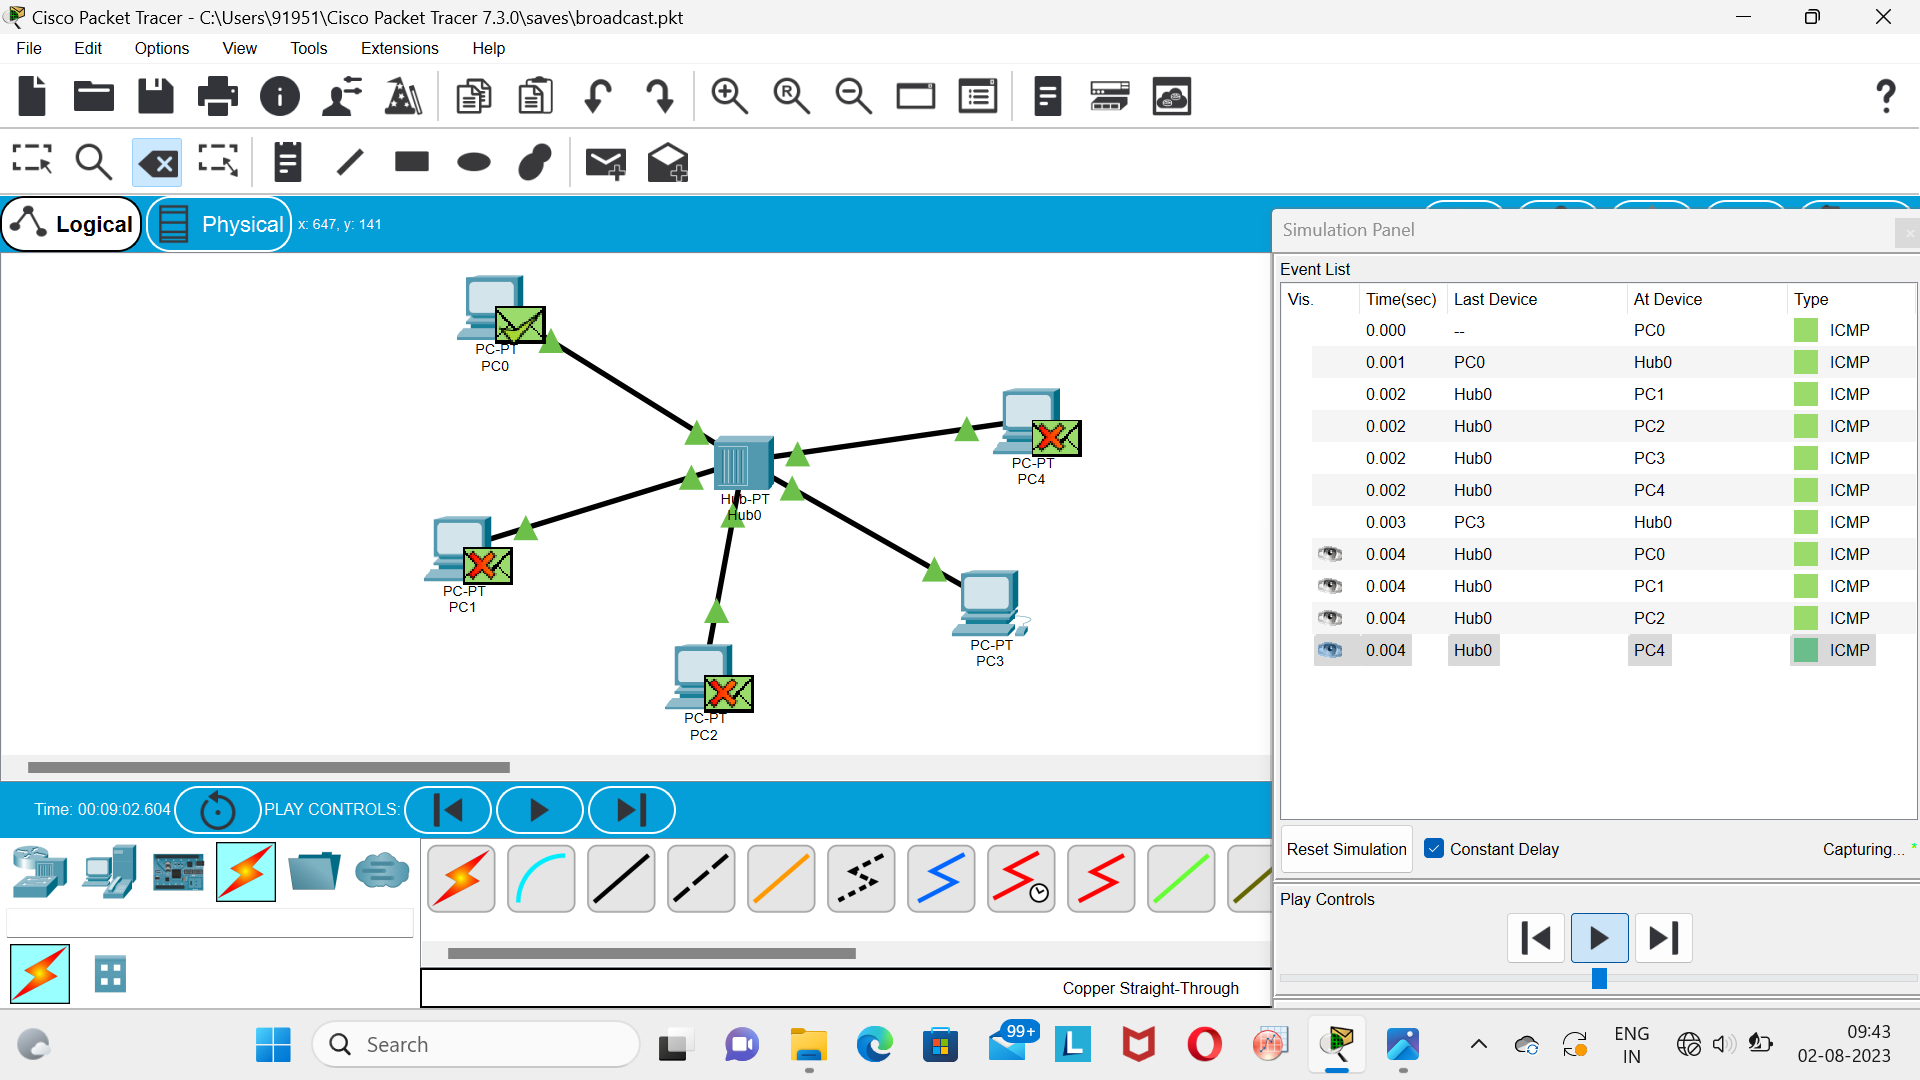 Cisco Packet Tracer - C:\Users\91951\Cisco Packet Tracer 7.3.0\saves\broadcast.pkt
File Edit Options View Tools Extensions Help
R
?
Logical Physical x: 647, y: 141
Simulation Panel
Event List
Vis. Time(sec) Last Device At Device Type
0.000 -- PC0 ICMP
0.001 PC0 Hub0 ICMP
0.002 Hub0 PC1 ICMP
0.002 Hub0 PC2 ICMP
0.002 Hub0 PC3 ICMP
0.002 Hub0 PC4 ICMP
0.003 PC3 Hub0 ICMP
0.004 Hub0 PC0 ICMP
0.004 Hub0 PC1 ICMP
0.004 Hub0 PC2 ICMP
0.004 Hub0 PC4 ICMP
PC-PT
PC0
PC-PT
PC4
Hub-PT
Hub0
PC-PT
PC1
PC-PT
PC3
PC-PT
PC2
Time: 00:09:02.604 PLAY CONTROLS:
Reset Simulation Constant Delay Capturing... *
Play Controls
Copper Straight-Through
Search
99+
L
ENG
IN
09:43
02-08-2023